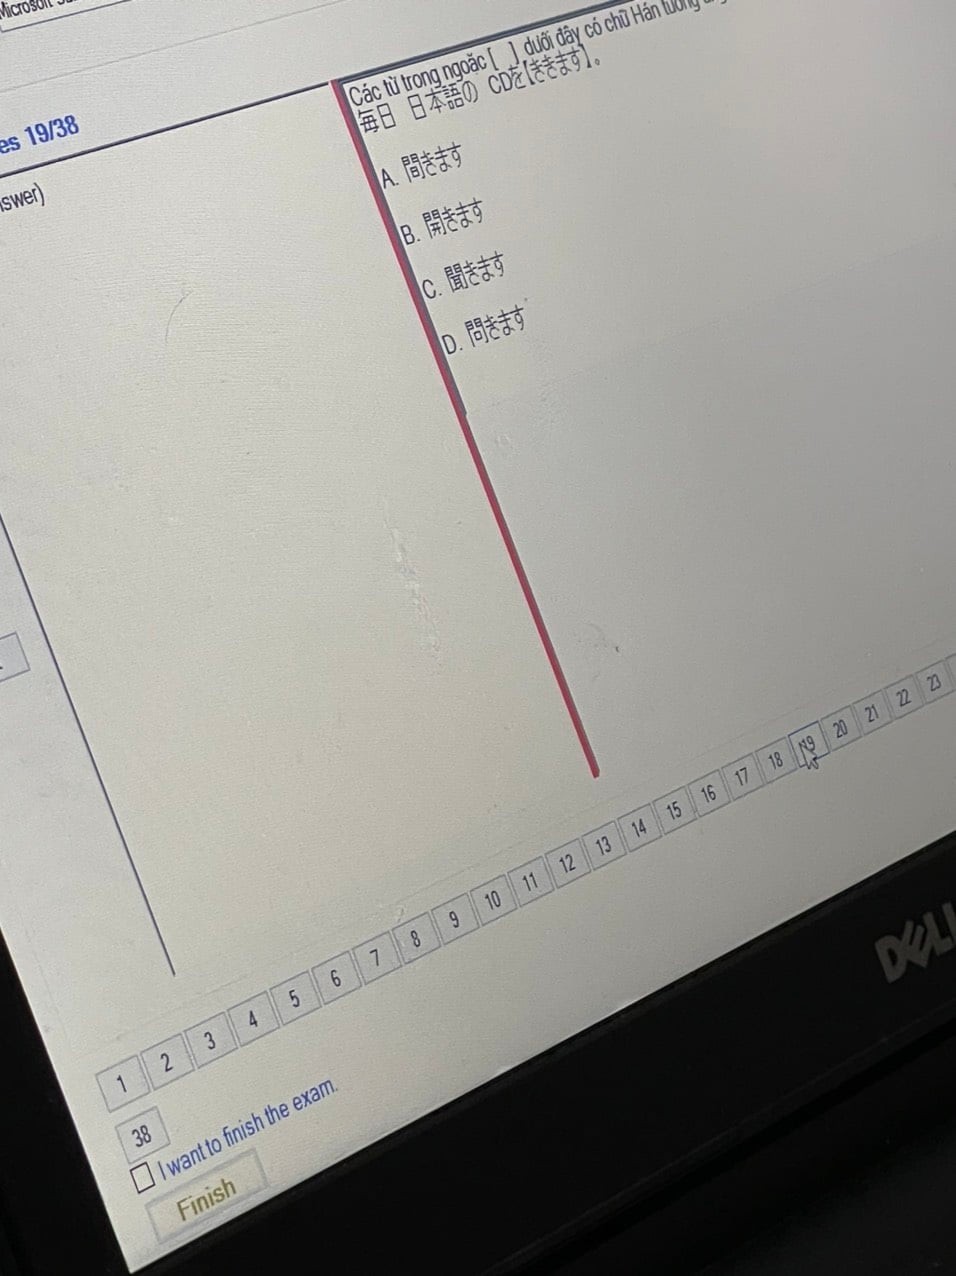 Microsoft
es 19/38
swer)
Các từ trong ngoặc [ ] dưới đây có chữ Hán tương
毎日 日本語の CDを【ききます】。
A. 間きます
B. 開きます
C. 聞きます
D. 問きます
1 2 3 4 5 6 7 8 9 10 11 12 13 14 15 16 17 18 19 20 21 22 23
38
I want to finish the exam.
Finish
DELL